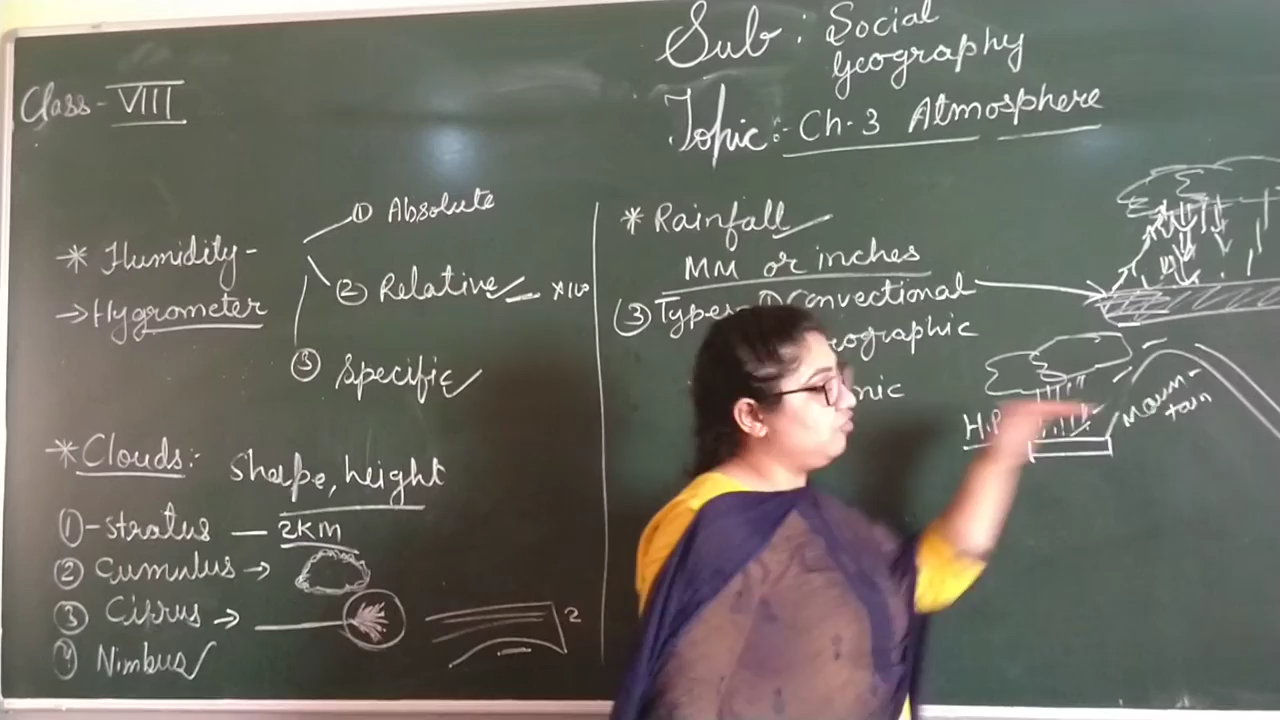 Class - VIII
Sub : Social
Geography
Topic :- Ch. 3 Atmosphere
* Humidity -
→ Hygrometer
① Absolute
② Relative
③ Specific
* Clouds :- Shape, height
① - Stratus — 2KM
② Cumulus →
③ Cirrus →
2
④ Nimbus
* Rainfall
MM or inches
③ Types ① Convectional
rographic
nic
H.P
Moun-
tain